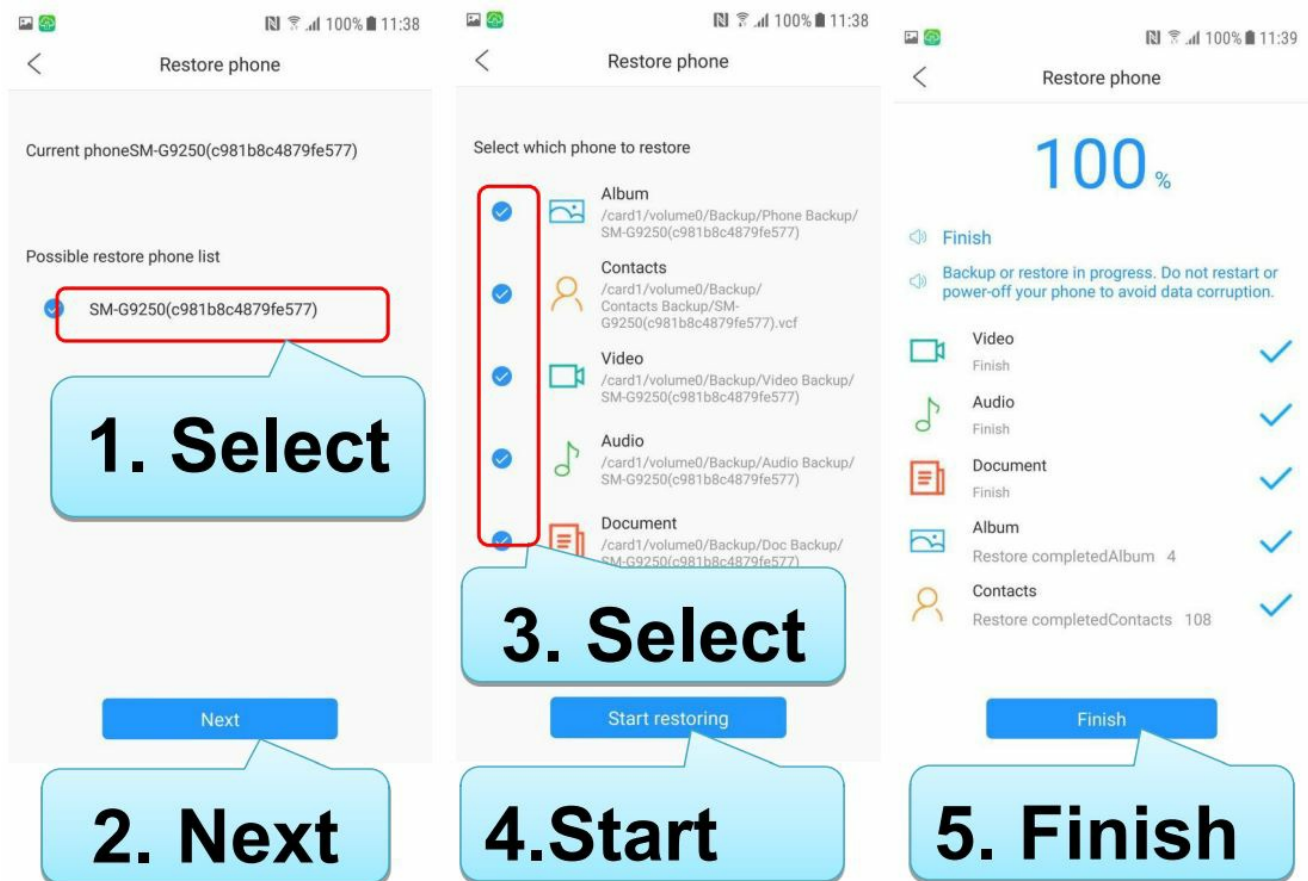 100% 11:38
Restore phone
Current phoneSM-G9250(c981b8c4879fe577)
Possible restore phone list
SM-G9250(c981b8c4879fe577)
1. Select
Next
2. Next
100% 11:38
Restore phone
Select which phone to restore
Album
/card1/volume0/Backup/Phone Backup/
SM-G9250(c981b8c4879fe577)
Contacts
/card1/volume0/Backup/
Contacts Backup/SM-
G9250(c981b8c4879fe577).vcf
Video
/card1/volume0/Backup/Video Backup/
SM-G9250(c981b8c4879fe577)
Audio
/card1/volume0/Backup/Audio Backup/
SM-G9250(c981b8c4879fe577)
Document
/card1/volume0/Backup/Doc Backup/
SM-G9250(c981b8c4879fe577)
3. Select
Start restoring
4.Start
100% 11:39
Restore phone
100 %
Finish
Backup or restore in progress. Do not restart or
power-off your phone to avoid data corruption.
Video
Finish
Audio
Finish
Document
Finish
Album
Restore completedAlbum 4
Contacts
Restore completedContacts 108
Finish
5. Finish